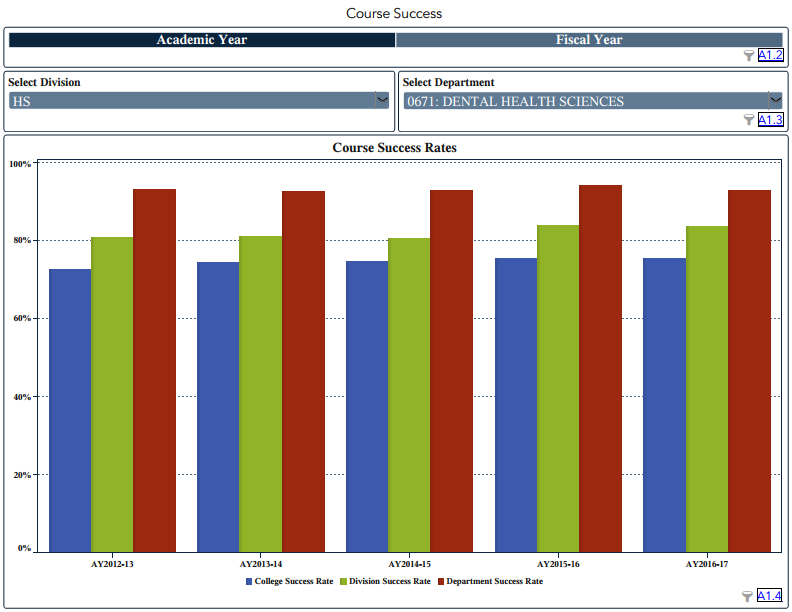 Course Success
Academic Year Fiscal Year
A1.2
Select Division Select Department
HS 0671: DENTAL HEALTH SCIENCES
A1.3
Course Success Rates
100%
80%
60%
40%
20%
0%
AY2012-13 AY2013-14 AY2014-15 AY2015-16 AY2016-17
College Success Rate Division Success Rate Department Success Rate
A1.4